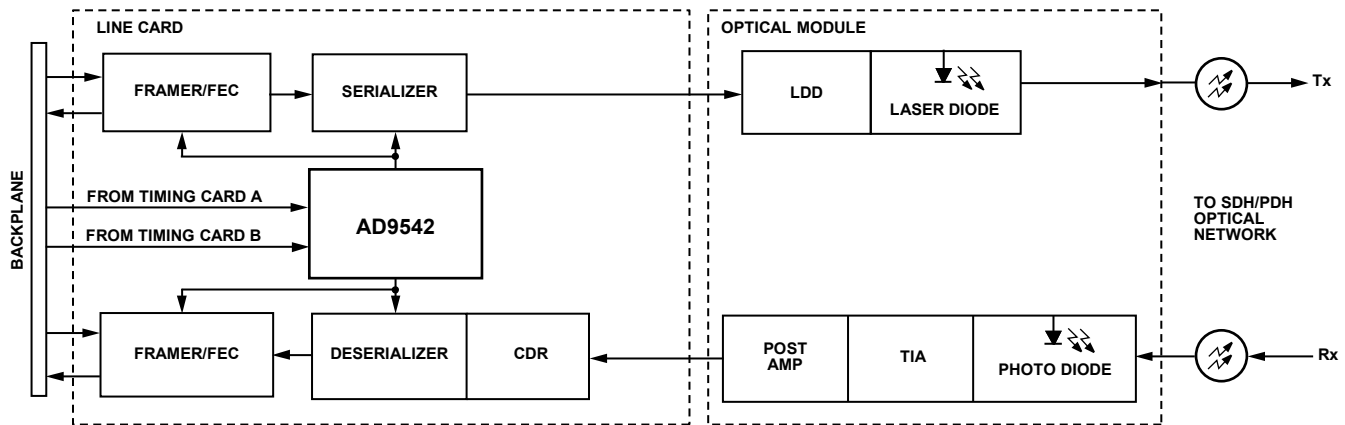 LINE CARD
OPTICAL MODULE
FRAMER/FEC
SERIALIZER
LDD
LASER DIODE
Tx
BACKPLANE
FROM TIMING CARD A
FROM TIMING CARD B
AD9542
TO SDH/PDH
OPTICAL
NETWORK
FRAMER/FEC
DESERIALIZER
CDR
POST
AMP
TIA
PHOTO DIODE
Rx